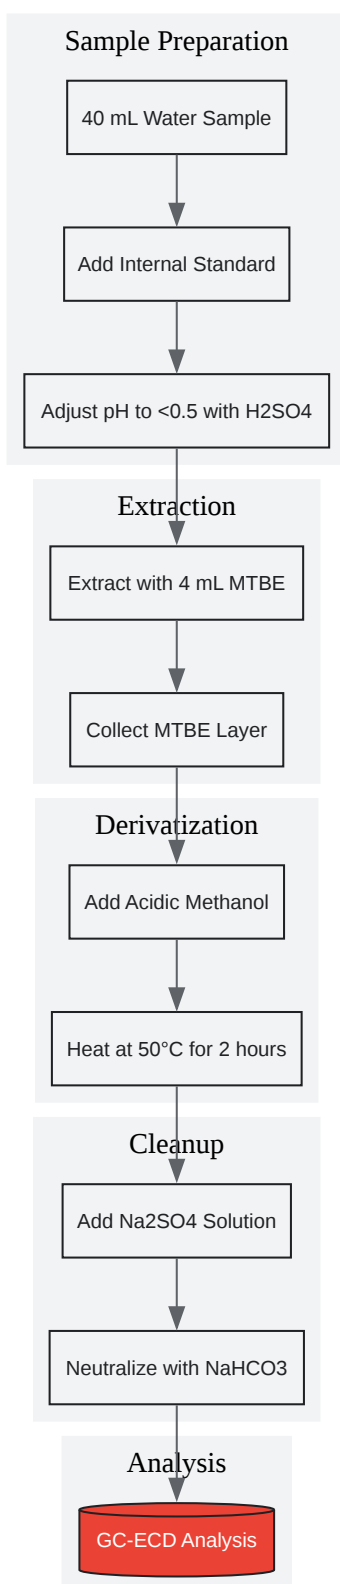 Sample Preparation
40 mL Water Sample
Add Internal Standard
Adjust pH to <0.5 with H2SO4
Extraction
Extract with 4 mL MTBE
Collect MTBE Layer
Derivatization
Add Acidic Methanol
Heat at 50°C for 2 hours
Cleanup
Add Na2SO4 Solution
Neutralize with NaHCO3
Analysis
GC-ECD Analysis